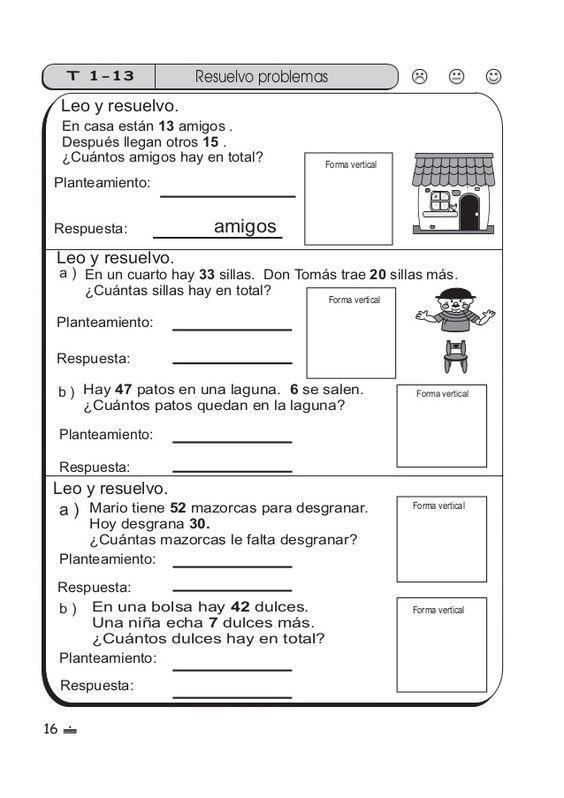 T 1-13 Resuelvo problemas
Leo y resuelvo.
En casa están 13 amigos .
Después llegan otros 15 .
¿Cuántos amigos hay en total?
Forma vertical
Planteamiento:
Respuesta: amigos
Leo y resuelvo.
a ) En un cuarto hay 33 sillas. Don Tomás trae 20 sillas más.
¿Cuántas sillas hay en total?
Forma vertical
Planteamiento:
Respuesta:
b ) Hay 47 patos en una laguna. 6 se salen.
¿Cuántos patos quedan en la laguna?
Forma vertical
Planteamiento:
Respuesta:
Leo y resuelvo.
a ) Mario tiene 52 mazorcas para desgranar.
Hoy desgrana 30.
¿Cuántas mazorcas le falta desgranar?
Forma vertical
Planteamiento:
Respuesta:
b ) En una bolsa hay 42 dulces.
Una niña echa 7 dulces más.
¿Cuántos dulces hay en total?
Forma vertical
Planteamiento:
Respuesta:
16